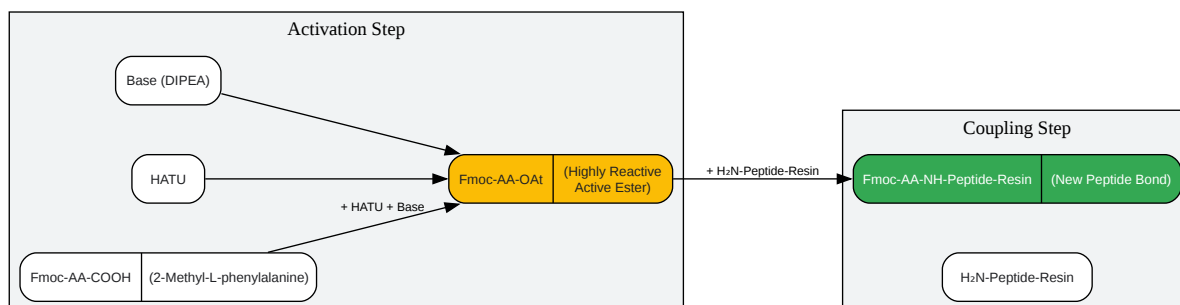 Activation Step
Base (DIPEA)
HATU
+ HATU + Base
Fmoc-AA-COOH
(2-Methyl-L-phenylalanine)
Fmoc-AA-OAt
(Highly Reactive
Active Ester)
+ H₂N-Peptide-Resin
Coupling Step
Fmoc-AA-NH-Peptide-Resin
(New Peptide Bond)
H₂N-Peptide-Resin